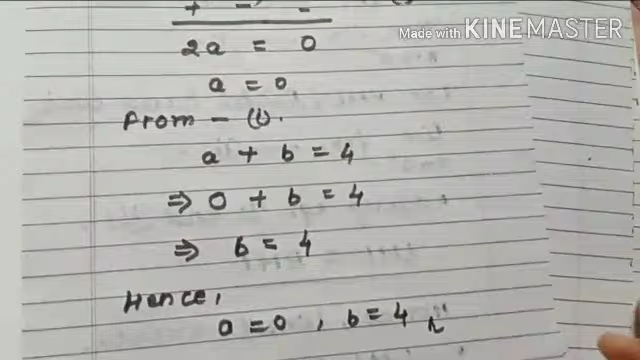 Made with KINEMASTER
+ - -
2a = 0
a = 0
From - (i).
a + b = 4
⇒ 0 + b = 4
⇒ b = 4
Hence,
a = 0, b = 4